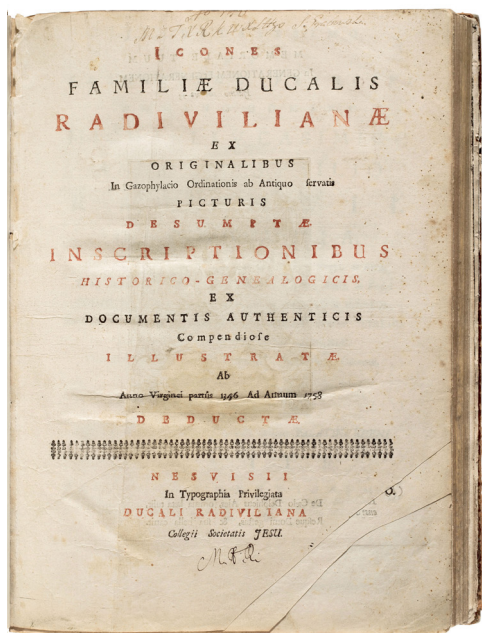 ICONES
FAMILIÆ DUCALIS
RADIVILIANÆ
EX
ORIGINALIBUS
In Gazophylacio Ordinationis ab Antiquo servatis
PICTURIS
DESUMPTÆ.
INSCRIPTIONIBUS
HISTORICO-GENEALOGICIS,
EX
DOCUMENTIS AUTHENTICIS
Compendiose
ILLUSTRATÆ
Ab
Anno Virginei partûs 1346 Ad Annum 1758
DEDUCTÆ.
NESVISII
In Typographia Privilegiata
DUCALI RADIVILIANA
Collegii Societatis JESU.